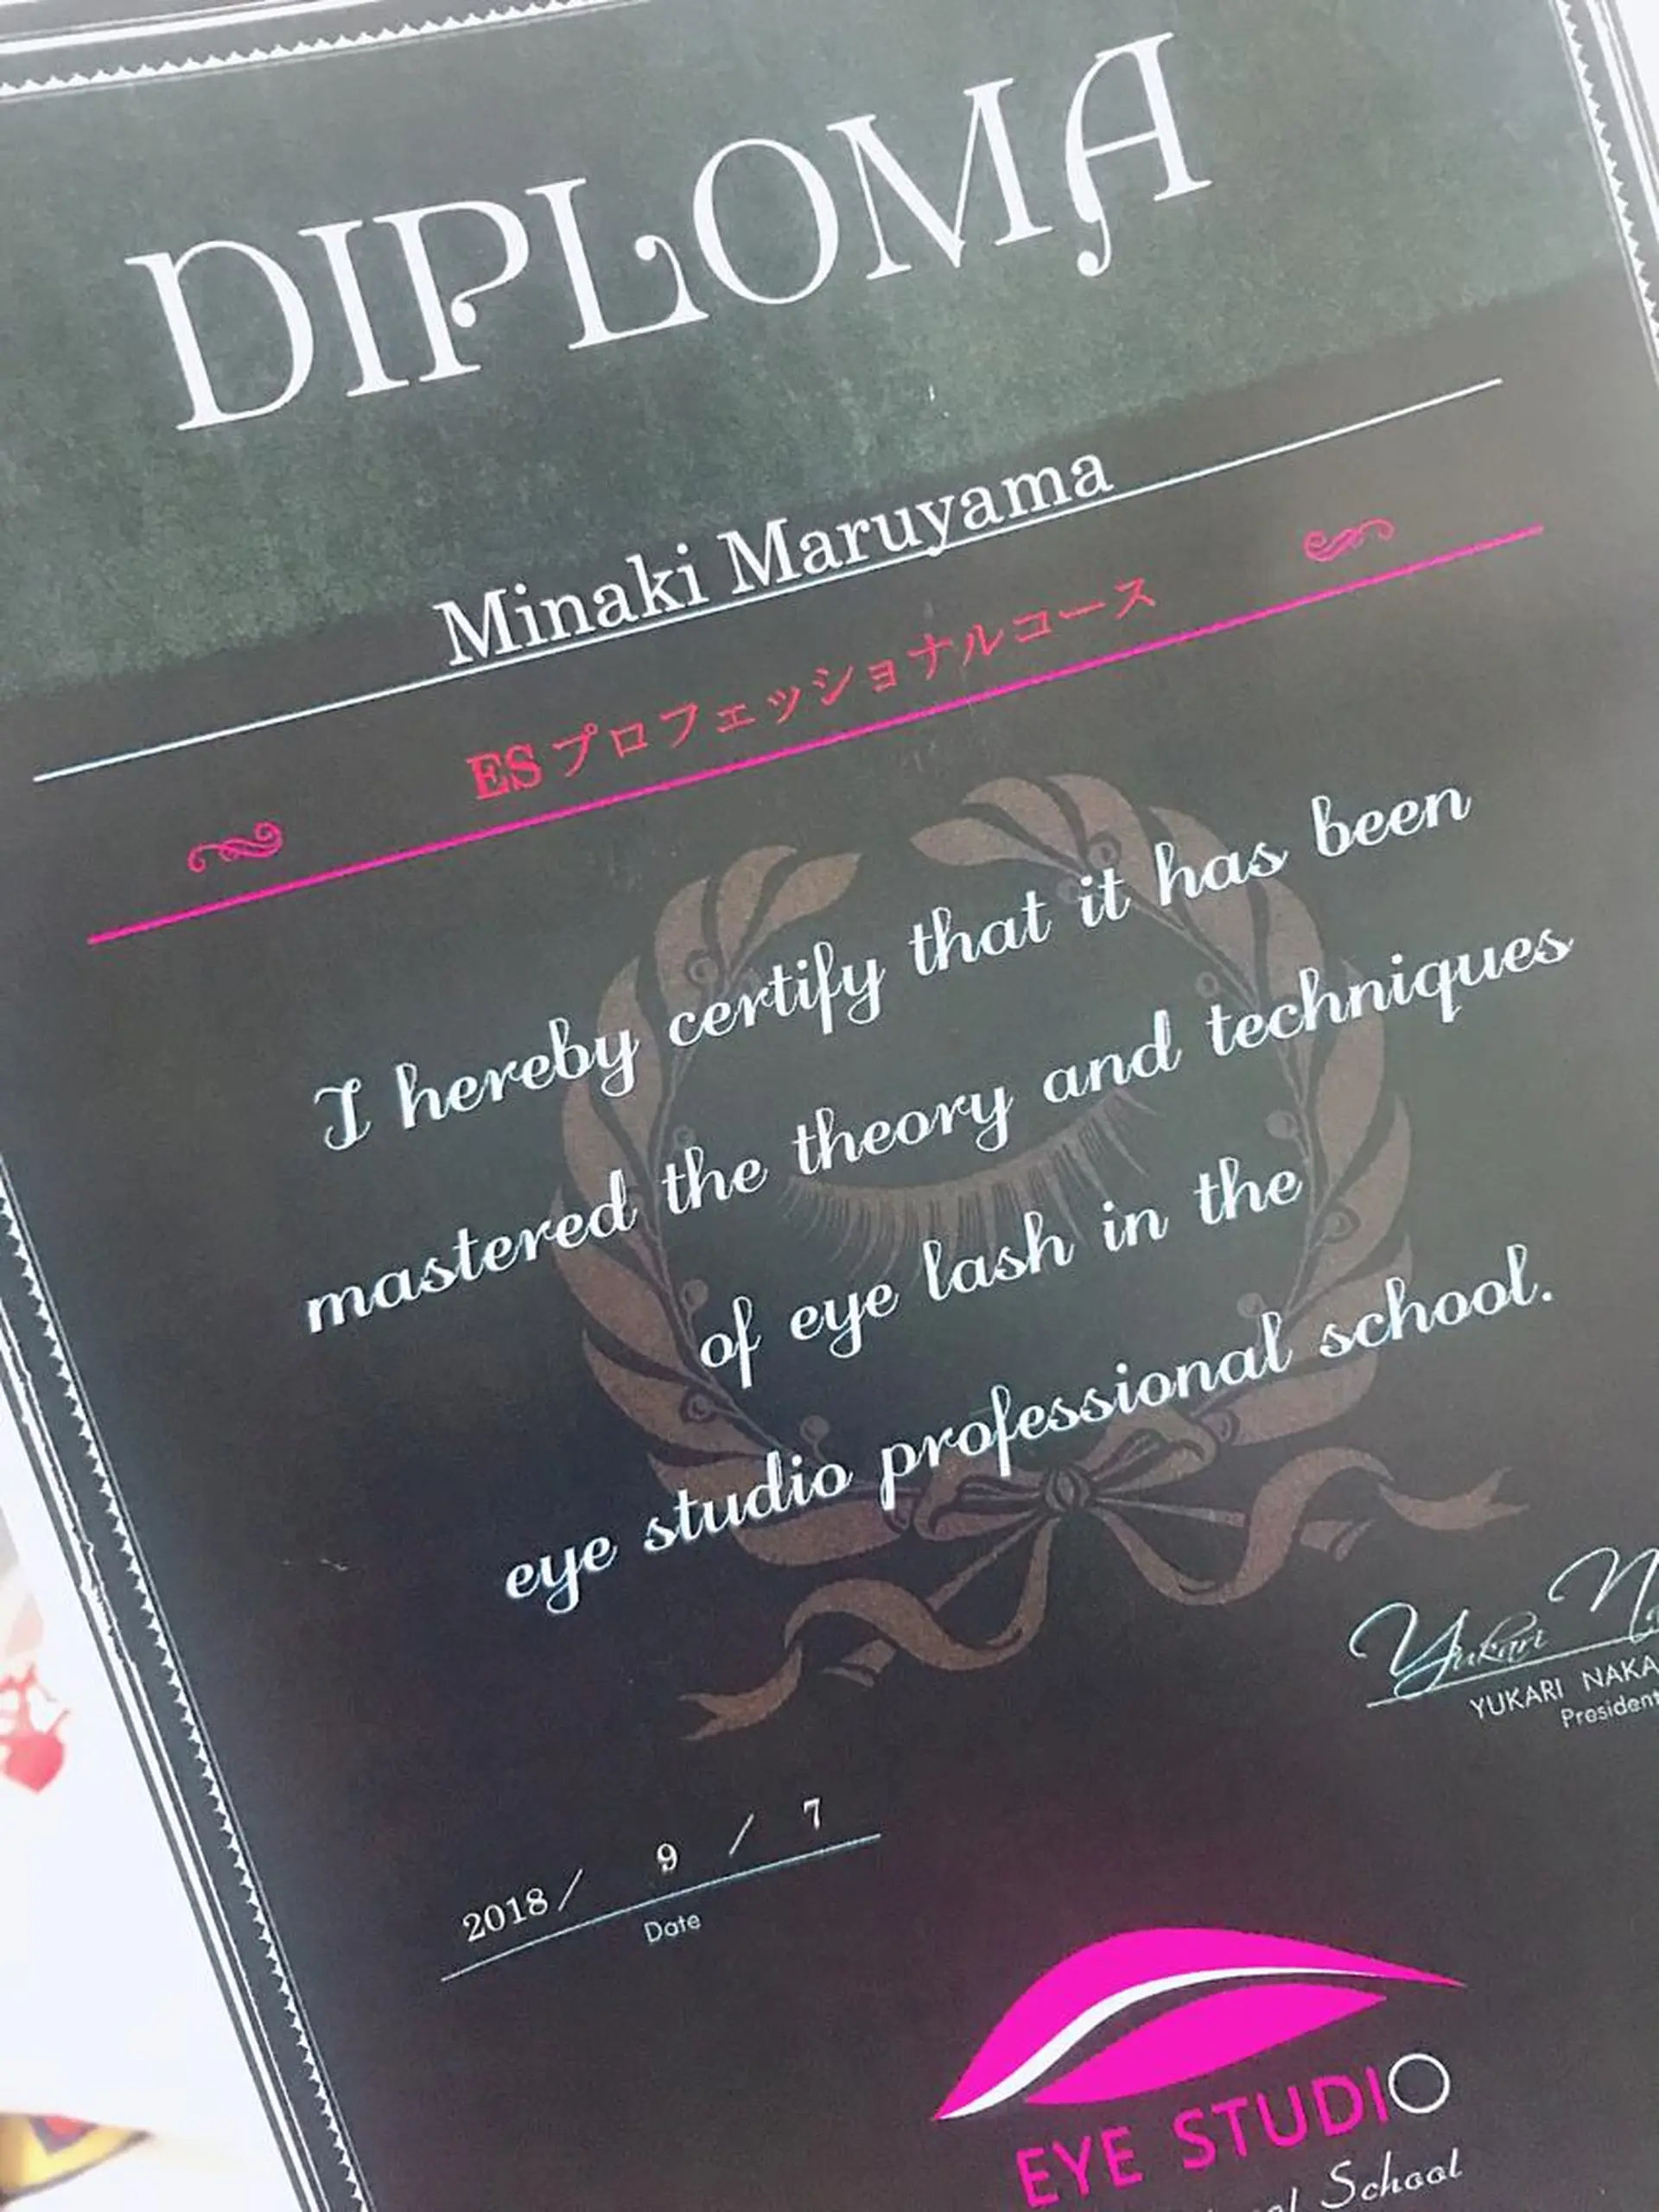 DIPLOMA
Minaki Maruyama
ESプロフェッショナルコース
I hereby certify that it has been
mastered the theory and techniques
of eye lash in the
eye studio professional school.
Yukari
YUKARI
President
2018 / 9 / 7
Date
EYE STUDIO
School